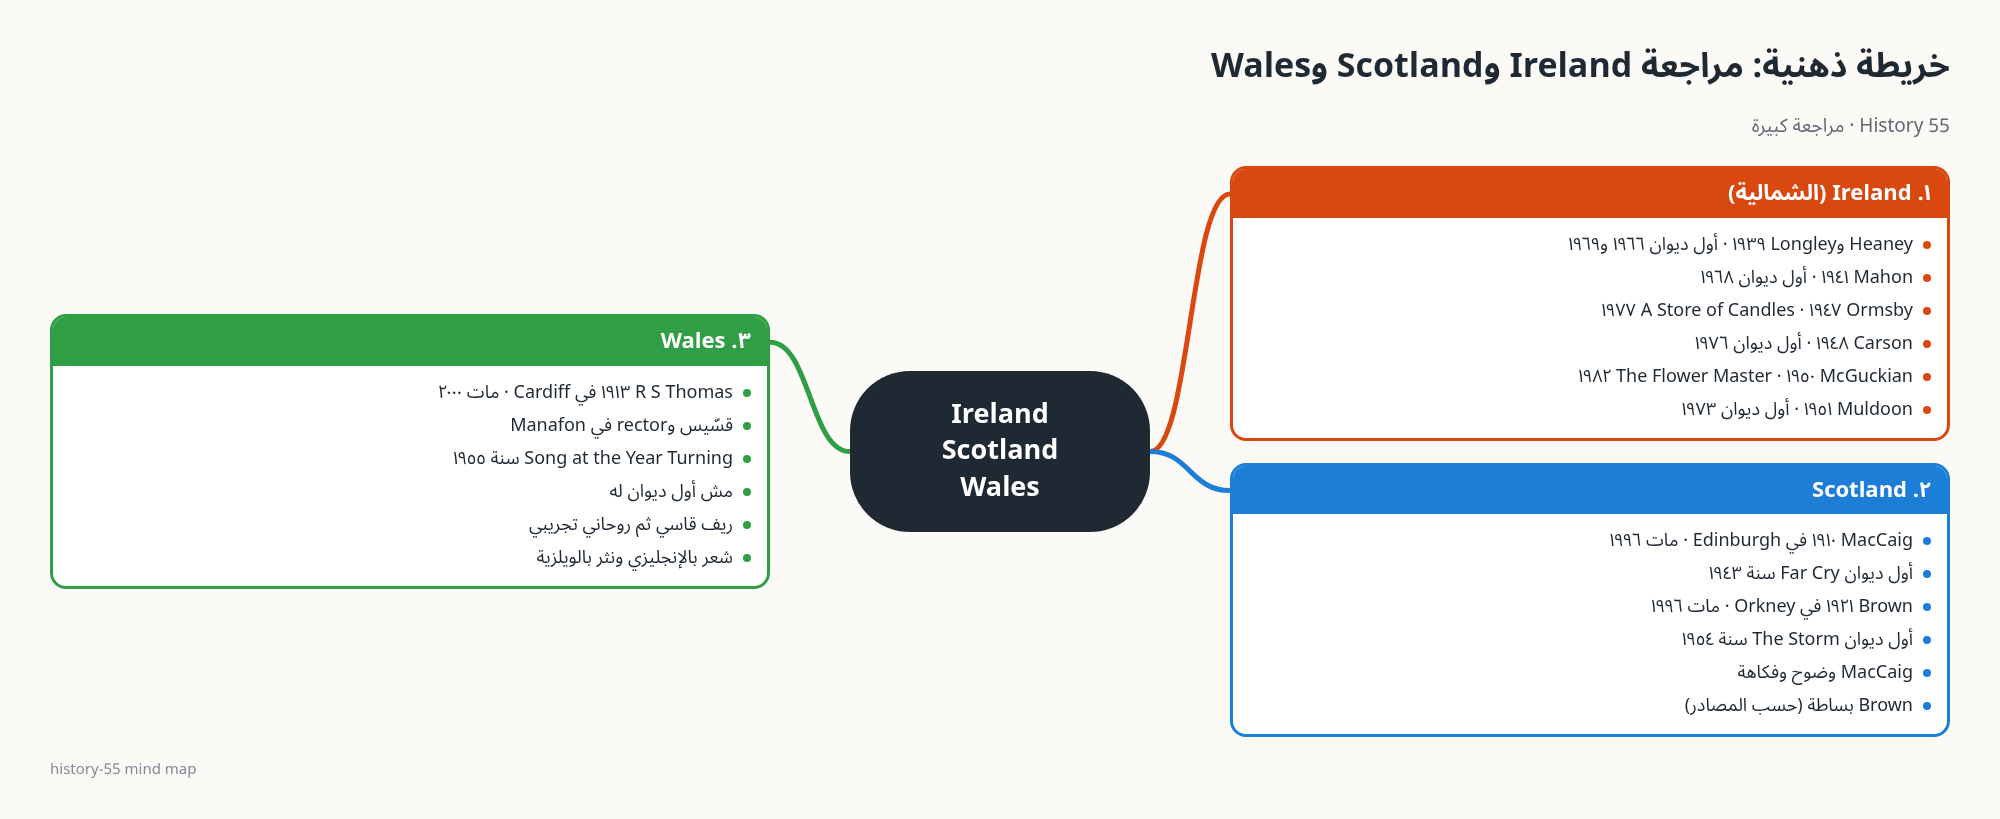 خريطة ذهنية: مراجعة Ireland وScotland وWales
History 55 · مراجعة كبيرة
١. Ireland (الشمالية)
Heaney وLongley ١٩٣٩ · أول ديوان ١٩٦٦ و١٩٦٩
Mahon ١٩٤١ · أول ديوان ١٩٦٨
Ormsby ١٩٤٧ · A Store of Candles ١٩٧٧
Carson ١٩٤٨ · أول ديوان ١٩٧٦
McGuckian ١٩٥٠ · The Flower Master ١٩٨٢
Muldoon ١٩٥١ · أول ديوان ١٩٧٣
٢. Scotland
MacCaig ١٩١٠ في Edinburgh · مات ١٩٩٦
أول ديوان Far Cry سنة ١٩٤٣
Brown ١٩٢١ في Orkney · مات ١٩٩٦
أول ديوان The Storm سنة ١٩٥٤
MacCaig وضوح وفكاهة
Brown بساطة (حسب المصادر)
Ireland
Scotland
Wales
٣. Wales
R S Thomas ١٩١٣ في Cardiff · مات ٢٠٠٠
قسّيس وrector في Manafon
Song at the Year Turning سنة ١٩٥٥
مش أول ديوان له
ريف قاسي ثم روحاني تجريبي
شعر بالإنجليزي ونثر بالويلزية
history-55 mind map